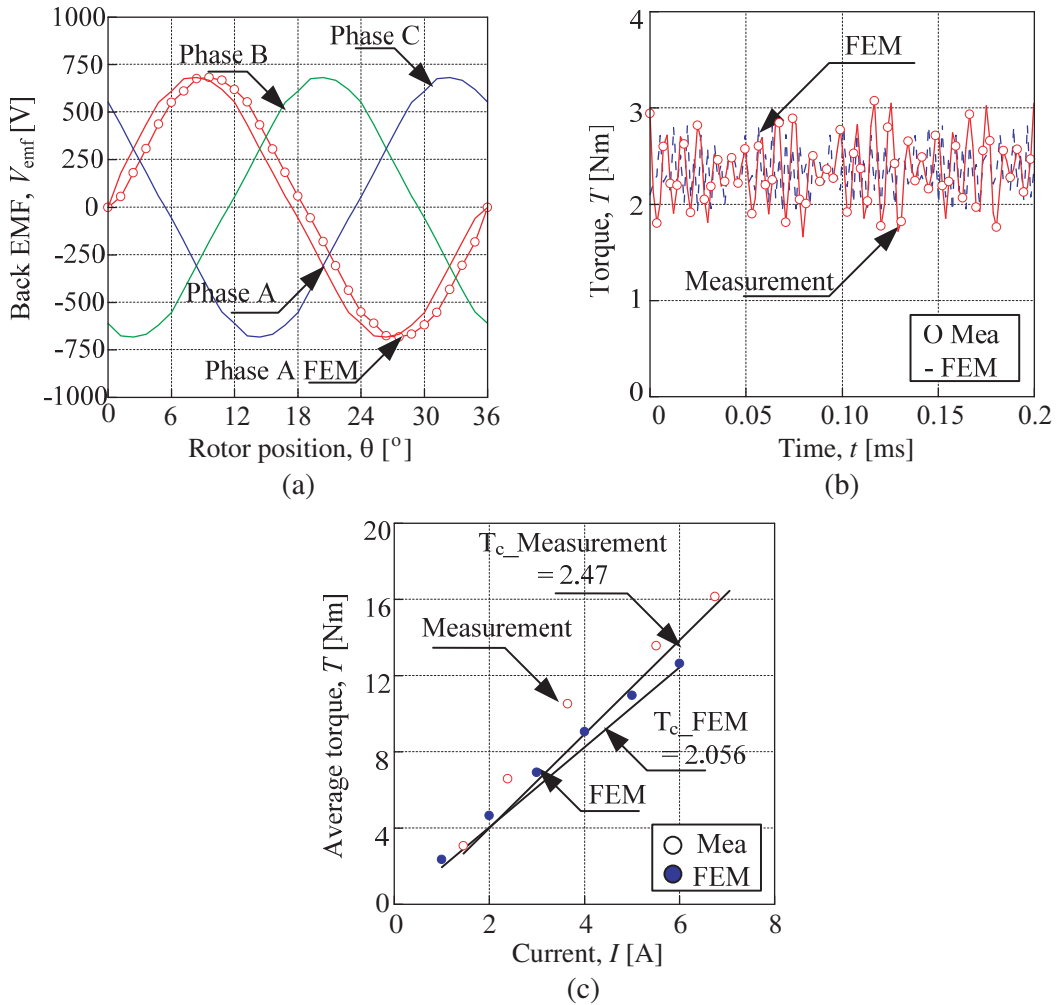 1000
750
500
250
0
-250
-500
-750
-1000
Back EMF, Vemf [V]
Phase B
Phase C
Phase A
Phase A FEM
0 6 12 18 24 30 36
Rotor position, θ [o]
(a)
4
3
2
1
0
Torque, T [Nm]
FEM
Measurement
O Mea
- FEM
0 0.05 0.10 0.15 0.2
Time, t [ms]
(b)
20
16
12
8
4
0
Average torque, T [Nm]
Tc_Measurement
= 2.47
Measurement
Tc_FEM
= 2.056
FEM
Mea
FEM
0 2 4 6 8
Current, I [A]
(c)